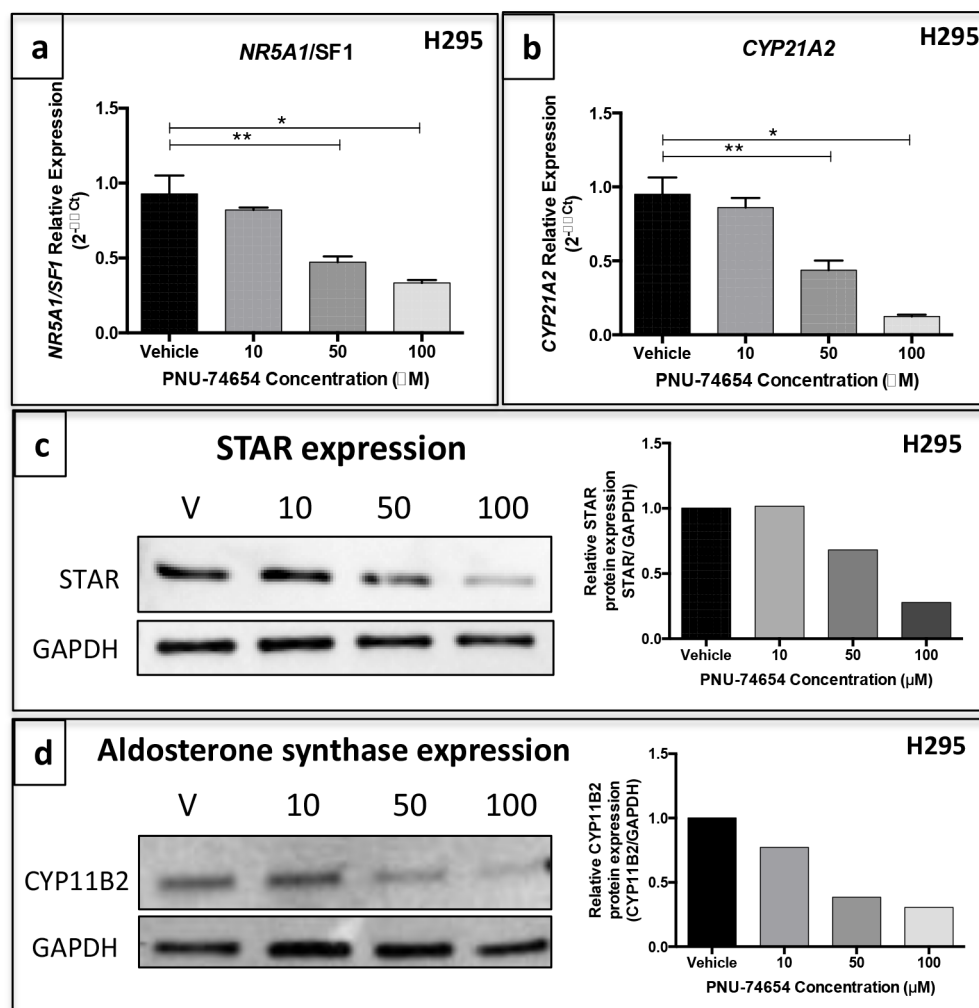 a
NR5A1/SF1
H295
NR5A1/SF1 Relative Expression
(2-□□Ct)
1.5
1.0
0.5
0.0
*
**
Vehicle 10 50 100
PNU-74654 Concentration (□M)
b
CYP21A2
H295
CYP21A2 Relative Expression
(2-□□Ct)
1.5
1.0
0.5
0.0
*
**
Vehicle 10 50 100
PNU-74654 Concentration (□M)
c
STAR expression
V 10 50 100
STAR
GAPDH
H295
Relative STAR
protein expression
STAR/ GAPDH)
1.5
1.0
0.5
0.0
Vehicle 10 50 100
PNU-74654 Concentration (µM)
d
Aldosterone synthase expression
V 10 50 100
CYP11B2
GAPDH
H295
Relative CYP11B2
protein expression
(CYP11B2/GAPDH)
1.5
1.0
0.5
0.0
Vehicle 10 50 100
PNU-74654 Concentration (µM)